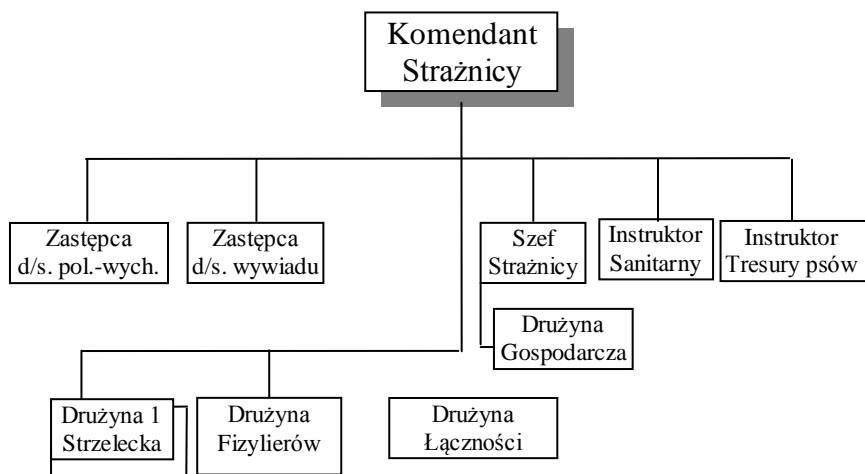 Komendant
Strażnicy
Zastępca
d/s. pol.-wych.
Zastępca
d/s. wywiadu
Szef
Strażnicy
Instruktor
Sanitarny
Instruktor
Tresury psów
Drużyna
Gospodarcza
Drużyna 1
Strzelecka
Drużyna
Fizylierów
Drużyna
Łączności